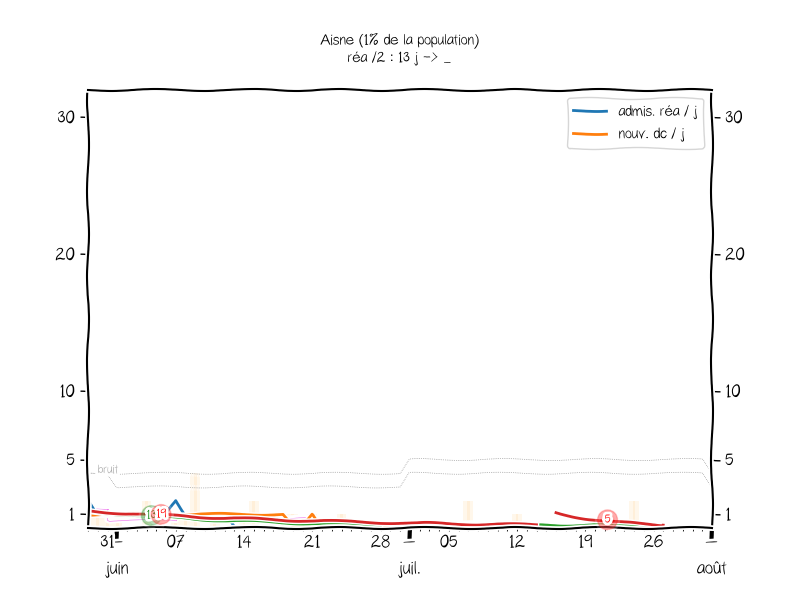 Aisne (1% de la population)
réa /2 : 13 j -> _
30 30
admis. réa / j
nouv. dc / j
20 20
10 10
5 5
bruit
1 19 5 1
31 07 14 21 28 05 12 19 26
juin juil. août